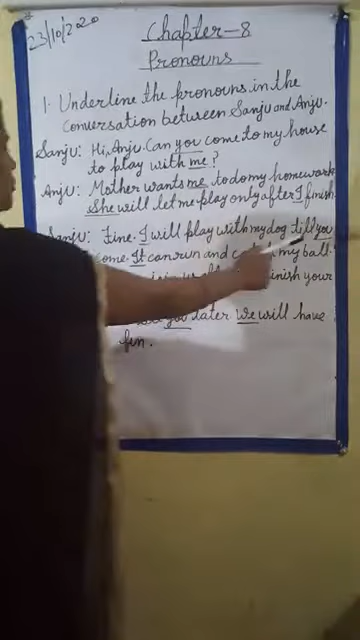 23/10/2020
Chapter-8
Pronouns
1. Underline the pronouns in the
conversation between Sanju and Anju.
Sanju: Hi, Anju. Can you come to my house
to play with me?
Anju: Mother wants me to do my homework
She will let me play only after I finish.
Sanju: Fine. I will play with my dog till you
come. It can run and my ball.
finish your
you later We will have
fun.